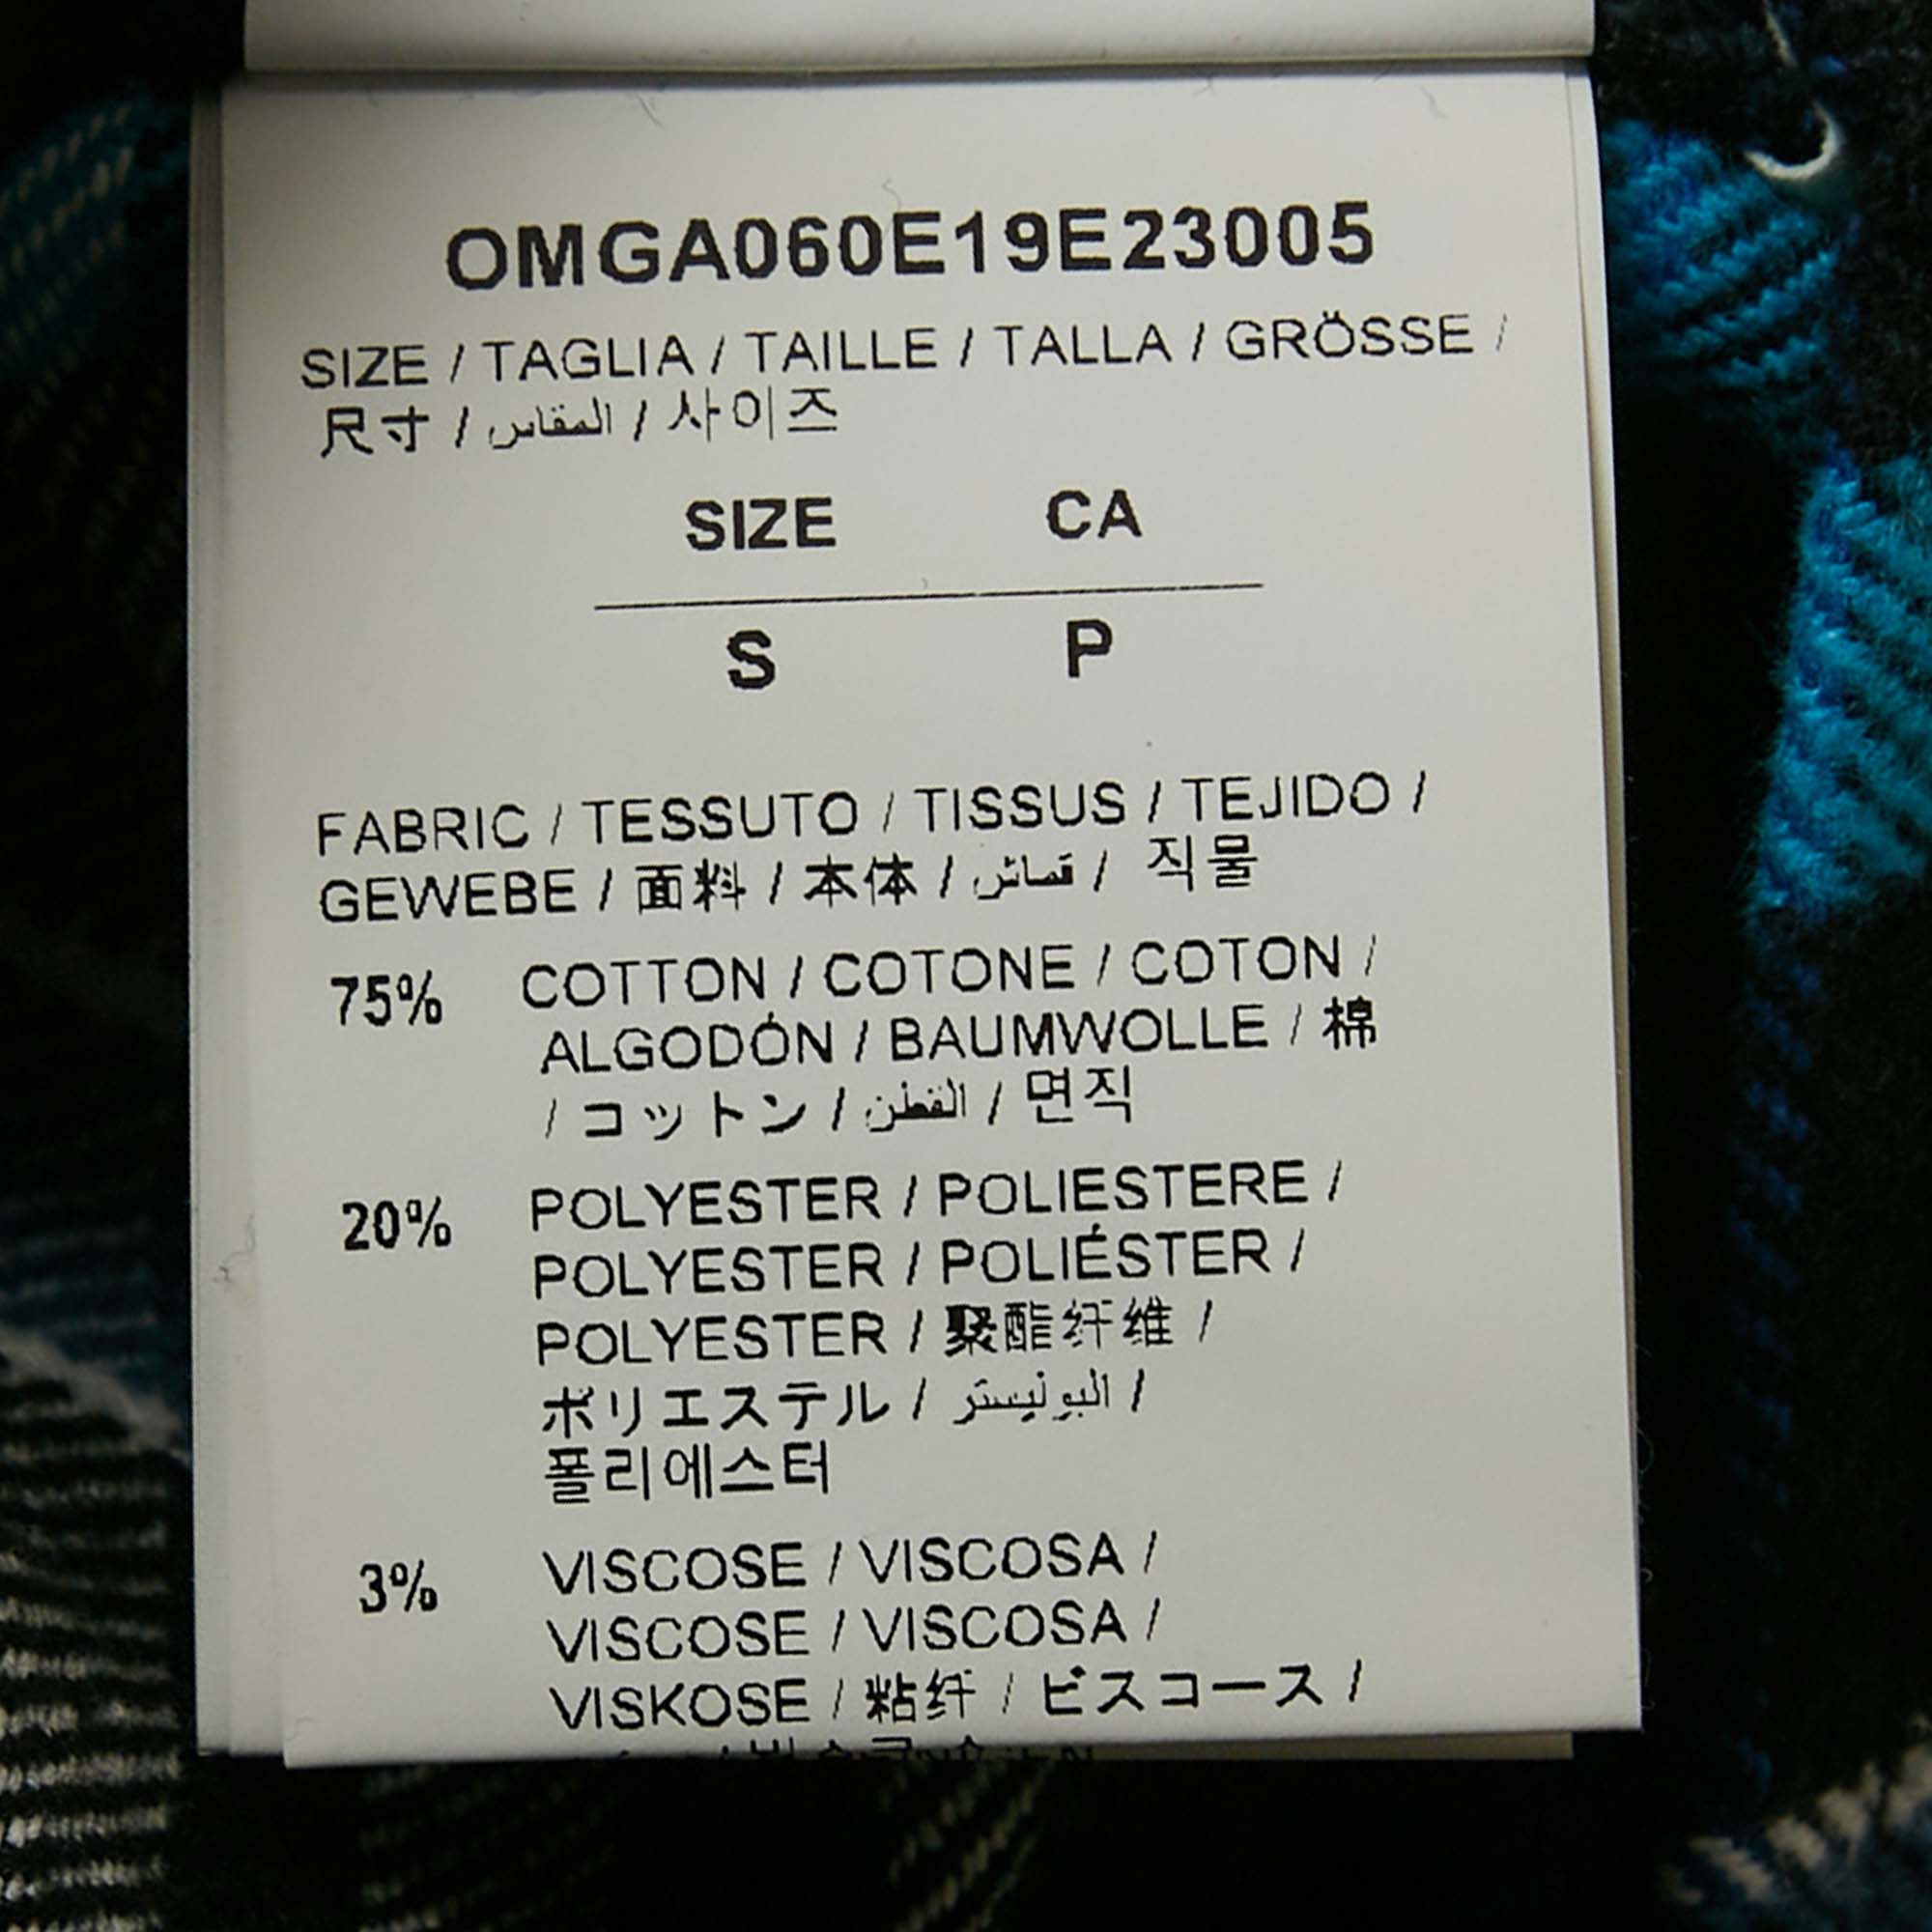 OMGA060E19E23005
SIZE / TAGLIA / TAILLE / TALLA / GRÖSSE /
尺寸 / المقاس / 사이즈
SIZE CA
S P
FABRIC / TESSUTO / TISSUS / TEJIDO /
GEWEBE / 面料 / 本体 / قماش / 직물
75% COTTON / COTONE / COTON /
ALGODÓN / BAUMWOLLE / 棉
/ コットン / القطن / 면직
20% POLYESTER / POLIESTERE /
POLYESTER / POLIÉSTER /
POLYESTER / 聚酯纤维 /
ポリエステル / البوليستر /
폴리에스터
3% VISCOSE / VISCOSA /
VISCOSE / VISCOSA /
VISKOSE / 粘纤 / ビスコース /